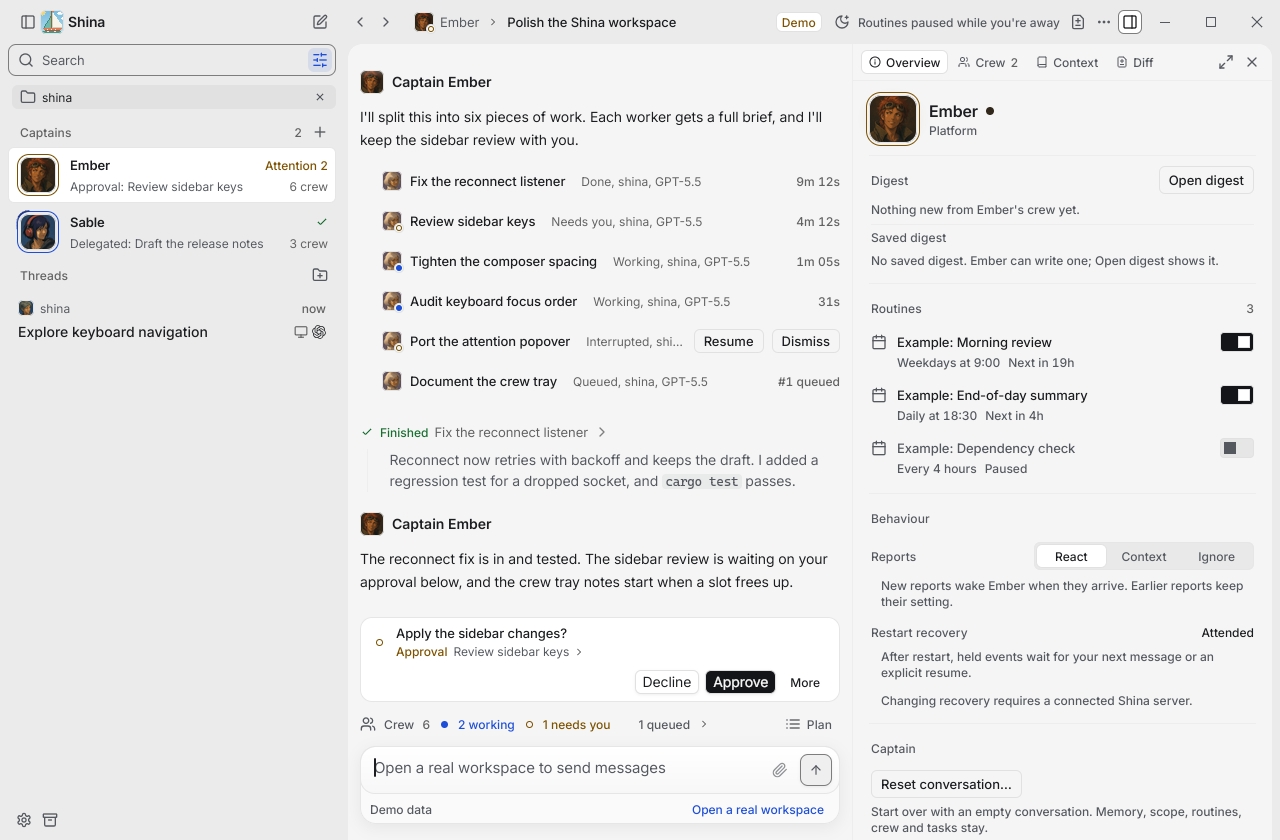 Shina
Search
shina
Captains 2
Ember Attention 2
Approval: Review sidebar keys 6 crew
Sable
Delegated: Draft the release notes 3 crew
Threads
shina now
Explore keyboard navigation
Ember Polish the Shina workspace Demo Routines paused while you're away
Captain Ember
I'll split this into six pieces of work. Each worker gets a full brief, and I'll
keep the sidebar review with you.
Fix the reconnect listener Done, shina, GPT-5.5 9m 12s
Review sidebar keys Needs you, shina, GPT-5.5 4m 12s
Tighten the composer spacing Working, shina, GPT-5.5 1m 05s
Audit keyboard focus order Working, shina, GPT-5.5 31s
Port the attention popover Interrupted, shi... Resume Dismiss
Document the crew tray Queued, shina, GPT-5.5 #1 queued
Finished Fix the reconnect listener
Reconnect now retries with backoff and keeps the draft. I added a
regression test for a dropped socket, and cargo test passes.
Captain Ember
The reconnect fix is in and tested. The sidebar review is waiting on your
approval below, and the crew tray notes start when a slot frees up.
Apply the sidebar changes?
Approval Review sidebar keys
Decline Approve More
Crew 6 2 working 1 needs you 1 queued Plan
Open a real workspace to send messages
Demo data Open a real workspace
Overview Crew 2 Context Diff
Ember
Platform
Digest Open digest
Nothing new from Ember's crew yet.
Saved digest
No saved digest. Ember can write one; Open digest shows it.
Routines 3
Example: Morning review
Weekdays at 9:00 Next in 19h
Example: End-of-day summary
Daily at 18:30 Next in 4h
Example: Dependency check
Every 4 hours Paused
Behaviour
Reports React Context Ignore
New reports wake Ember when they arrive. Earlier reports keep
their setting.
Restart recovery Attended
After restart, held events wait for your next message or an
explicit resume.
Changing recovery requires a connected Shina server.
Captain
Reset conversation...
Start over with an empty conversation. Memory, scope, routines,
crew and tasks stay.